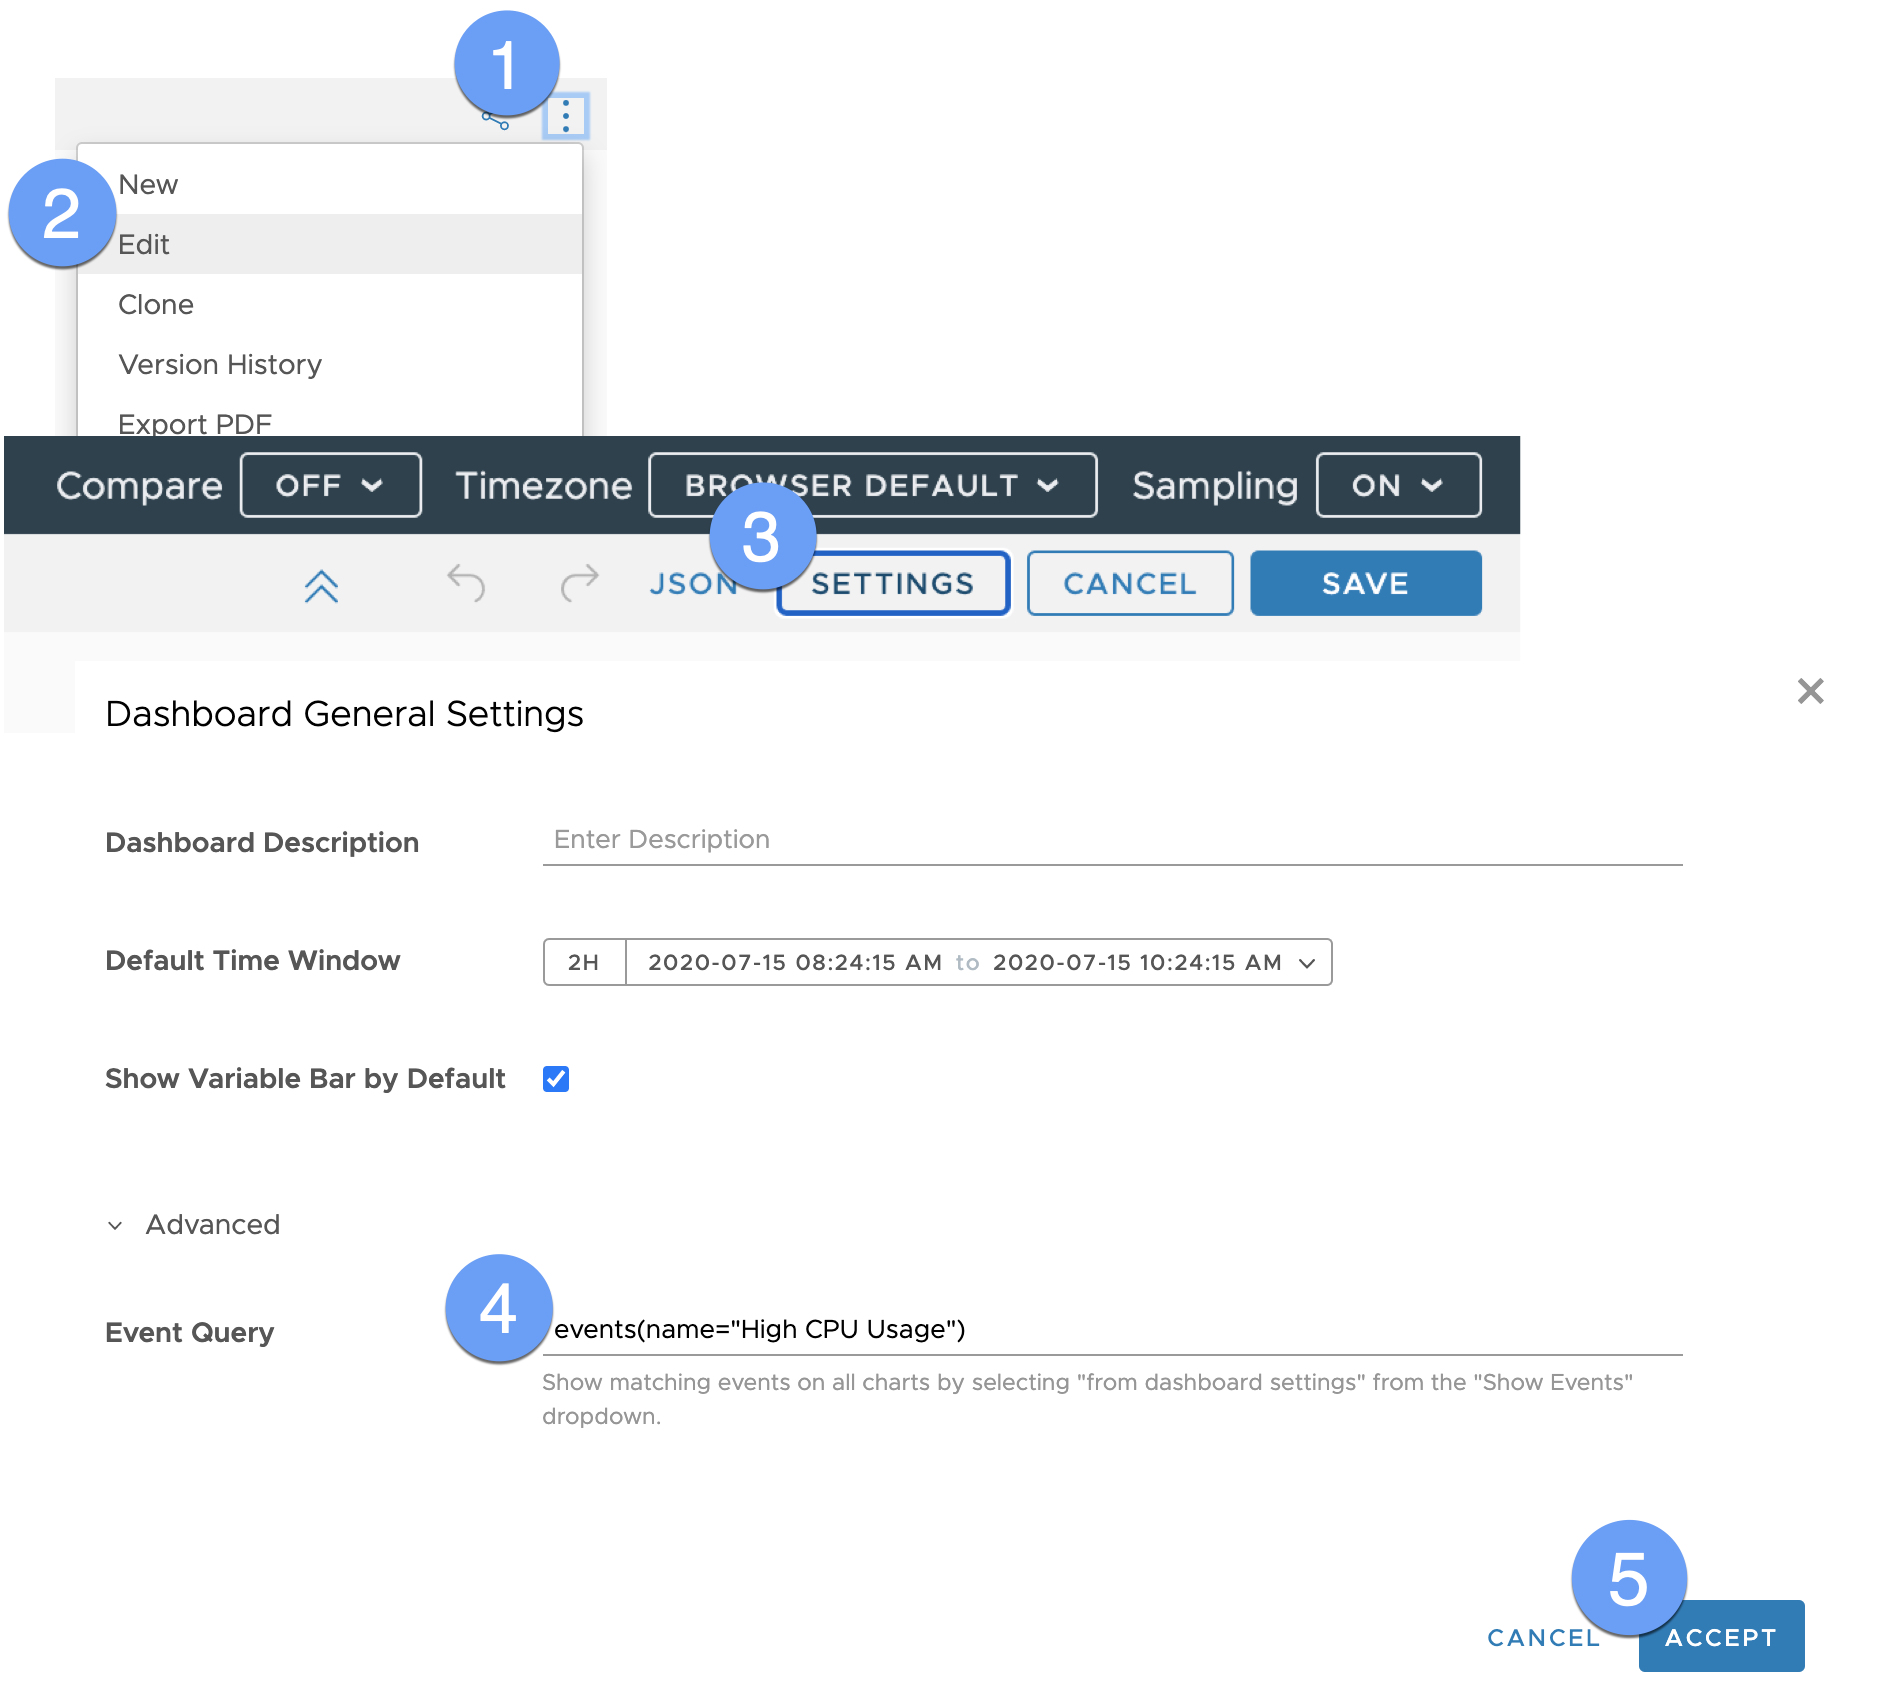 1
2
New
Edit
Clone
Version History
Export PDF
Compare OFF Timezone BROWSER DEFAULT Sampling ON
3
JSON SETTINGS CANCEL SAVE
Dashboard General Settings
Dashboard Description Enter Description
Default Time Window 2H 2020-07-15 08:24:15 AM to 2020-07-15 10:24:15 AM
Show Variable Bar by Default
Advanced
4
Event Query events(name="High CPU Usage")
Show matching events on all charts by selecting "from dashboard settings" from the "Show Events"
dropdown.
5
CANCEL ACCEPT